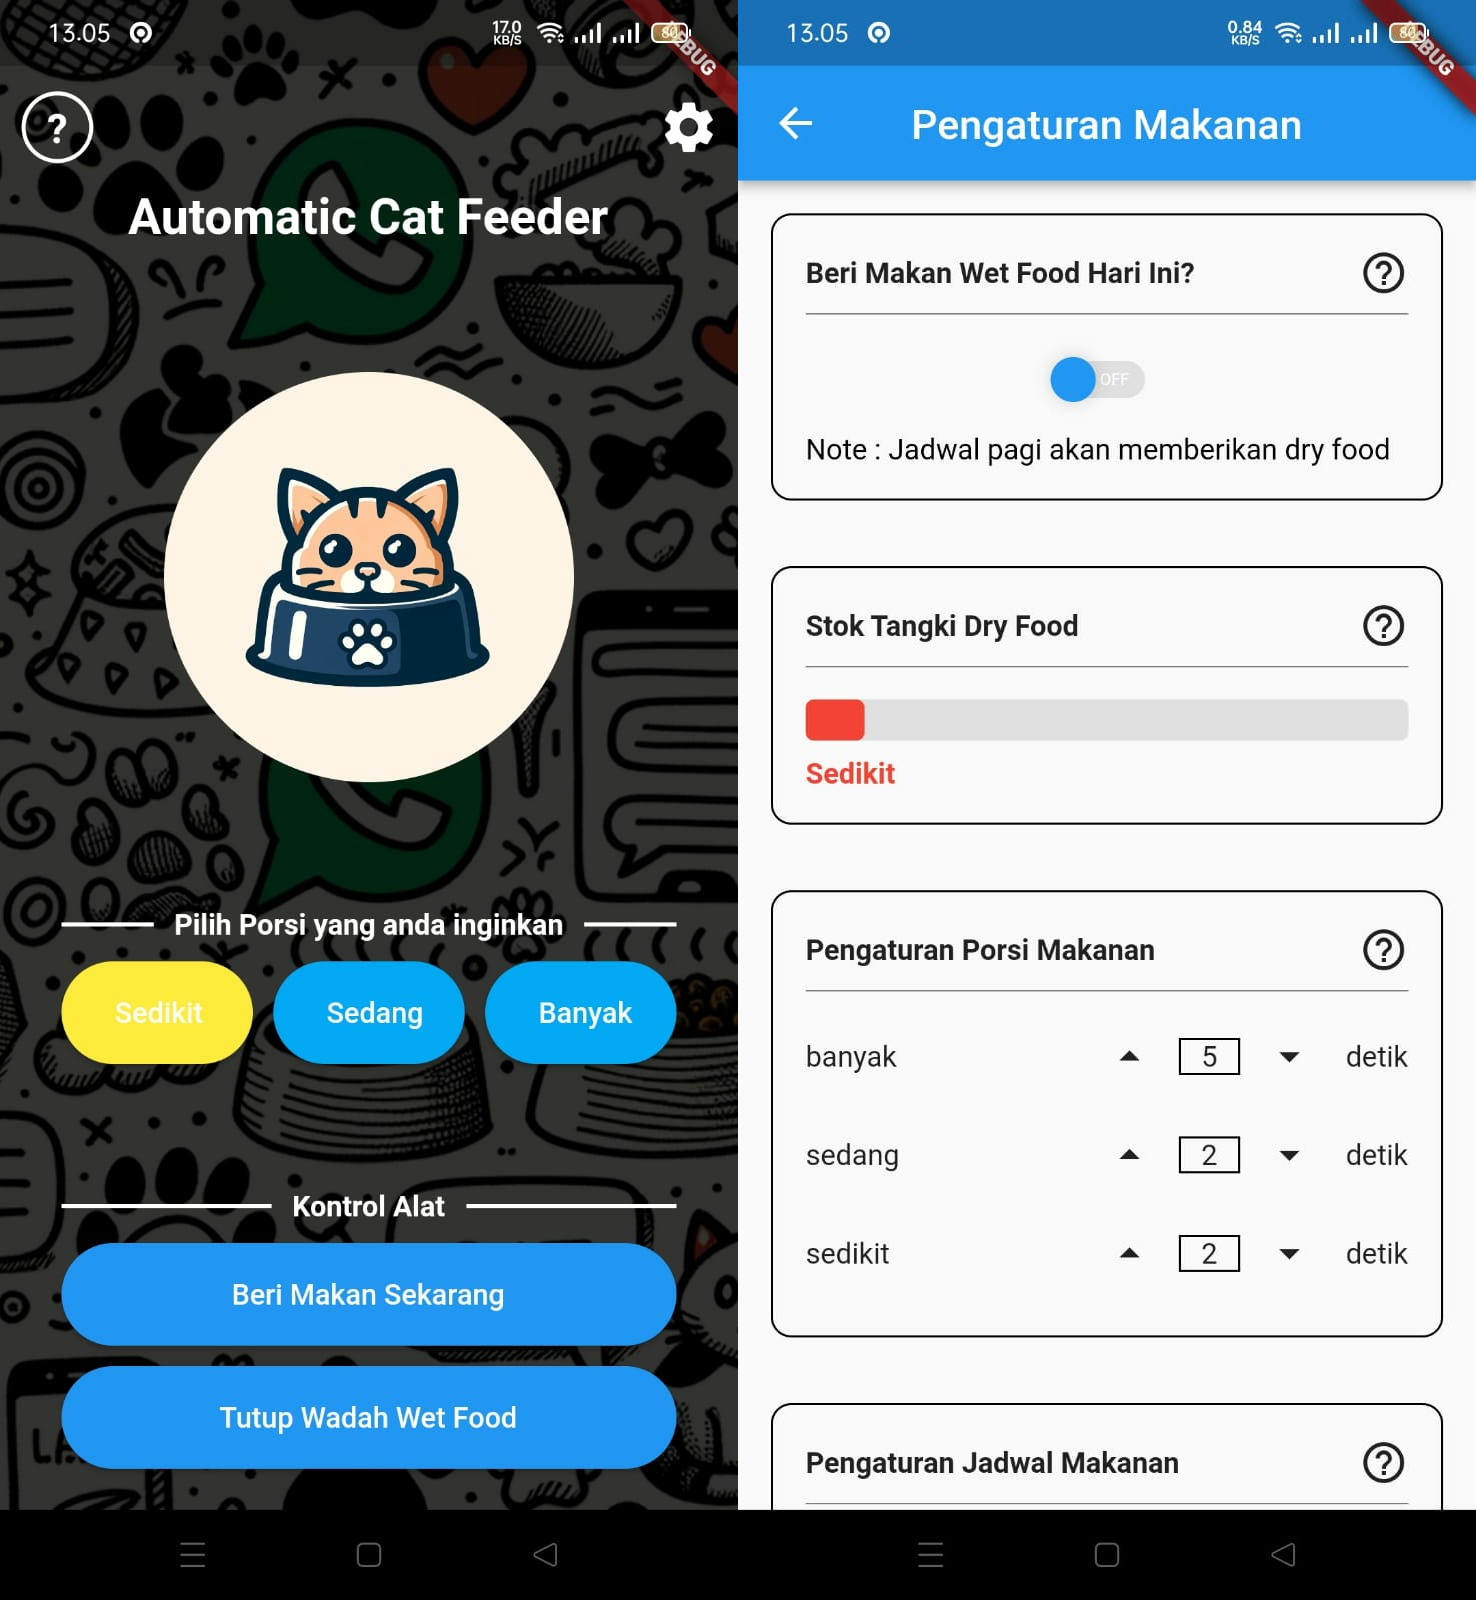 13.05
17.0
KB/S
80
?
Automatic Cat Feeder
Pilih Porsi yang anda inginkan
Sedikit
Sedang
Banyak
Kontrol Alat
Beri Makan Sekarang
Tutup Wadah Wet Food
13.05
0.84
KB/S
80
Pengaturan Makanan
Beri Makan Wet Food Hari Ini?
?
OFF
Note : Jadwal pagi akan memberikan dry food
Stok Tangki Dry Food
?
Sedikit
Pengaturan Porsi Makanan
?
banyak 5 detik
sedang 2 detik
sedikit 2 detik
Pengaturan Jadwal Makanan
?